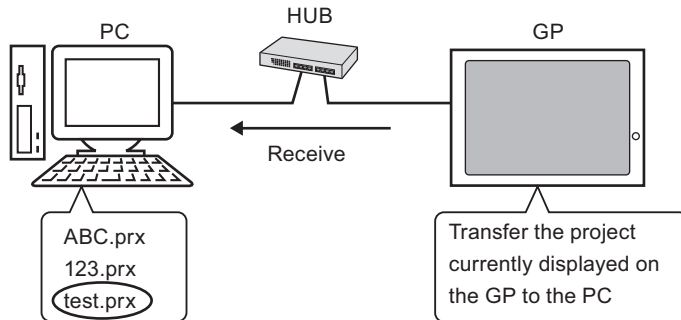 HUB
PC
GP
Receive
ABC.prx
123.prx
test.prx
Transfer the project
currently displayed on
the GP to the PC